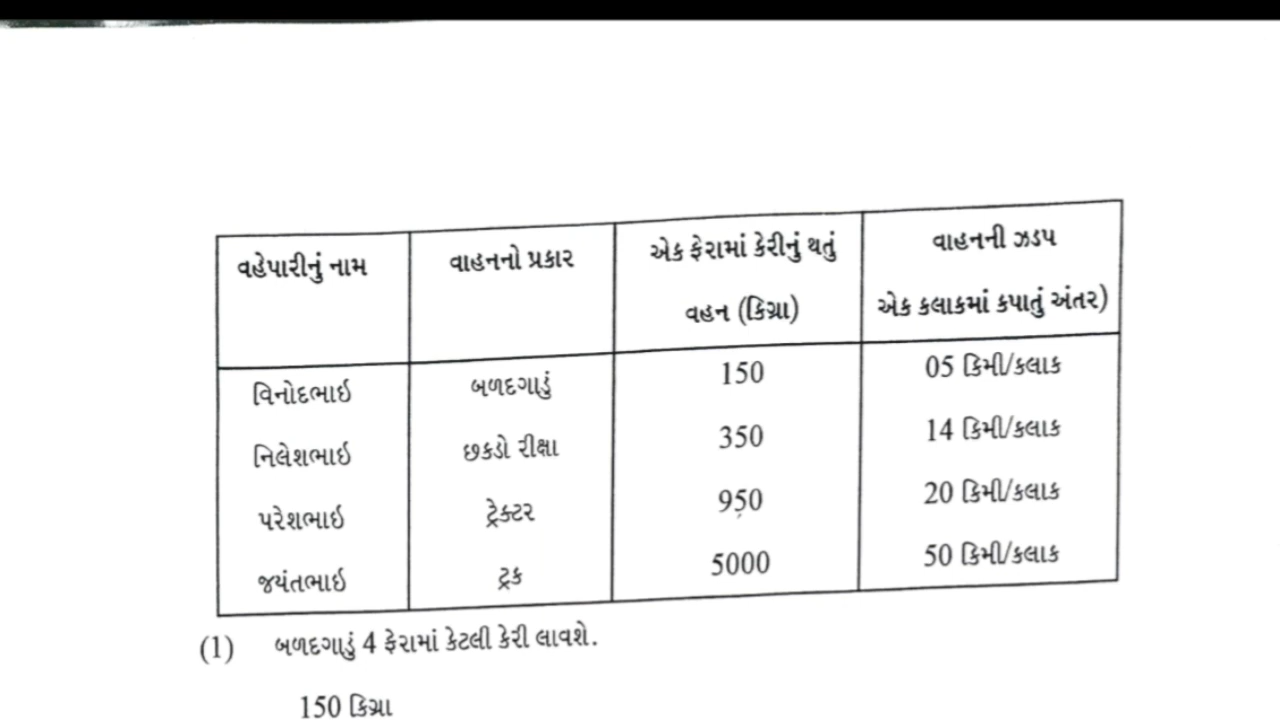 વહેપારીનું નામ વાહનનો પ્રકાર એક ફેરામાં કેરીનું થતું વાહનની ઝડપ
વહન (કિગ્રા) એક કલાકમાં કપાતું અંતર)
વિનોદભાઇ બળદગાડું 150 05 કિમી/કલાક
નિલેશભાઇ છકડો રીક્ષા 350 14 કિમી/કલાક
પરેશભાઇ ટ્રેક્ટર 950 20 કિમી/કલાક
જયંતભાઇ ટ્રક 5000 50 કિમી/કલાક
(1) બળદગાડું 4 ફેરામાં કેટલી કેરી લાવશે.
150 કિગ્રા